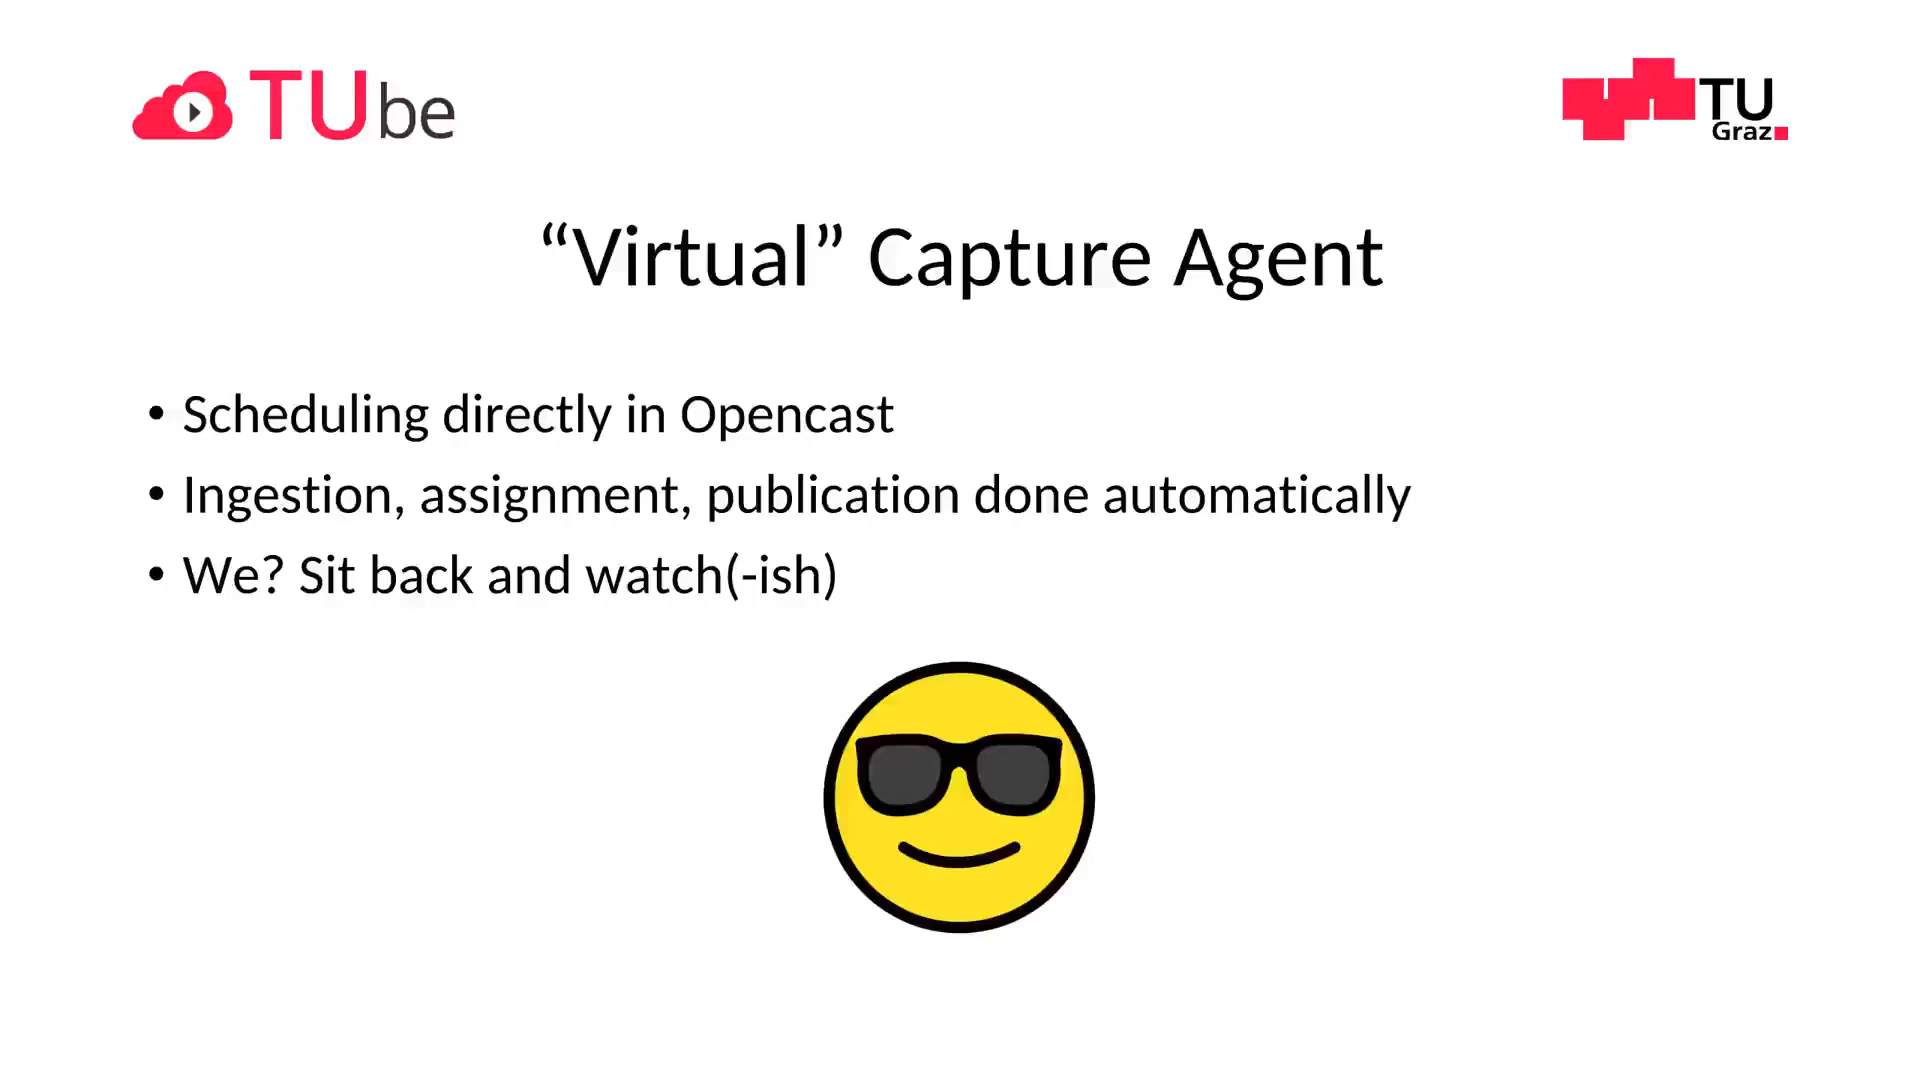 TUbe
TU
Graz
“Virtual” Capture Agent
• Scheduling directly in Opencast
• Ingestion, assignment, publication done automatically
• We? Sit back and watch(-ish)